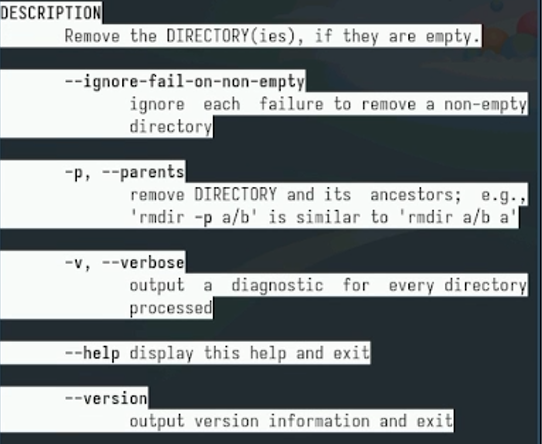 DESCRIPTION
Remove the DIRECTORY(ies), if they are empty.
--ignore-fail-on-non-empty
ignore each failure to remove a non-empty
directory
-p, --parents
remove DIRECTORY and its ancestors; e.g.,
'rmdir -p a/b' is similar to 'rmdir a/b a'
-v, --verbose
output a diagnostic for every directory
processed
--help display this help and exit
--version
output version information and exit